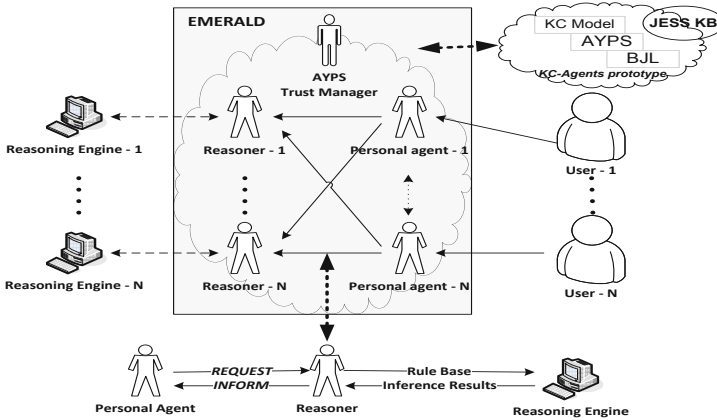 EMERALD
AYPS
Trust Manager
KC Model
JESS KB
AYPS
BJL
KC-Agents prototype
Reasoning Engine - 1
Reasoner - 1
Personal agent - 1
User - 1
Reasoning Engine - N
Reasoner - N
Personal agent - N
User - N
REQUEST
INFORM
Rule Base
Inference Results
Personal Agent
Reasoner
Reasoning Engine